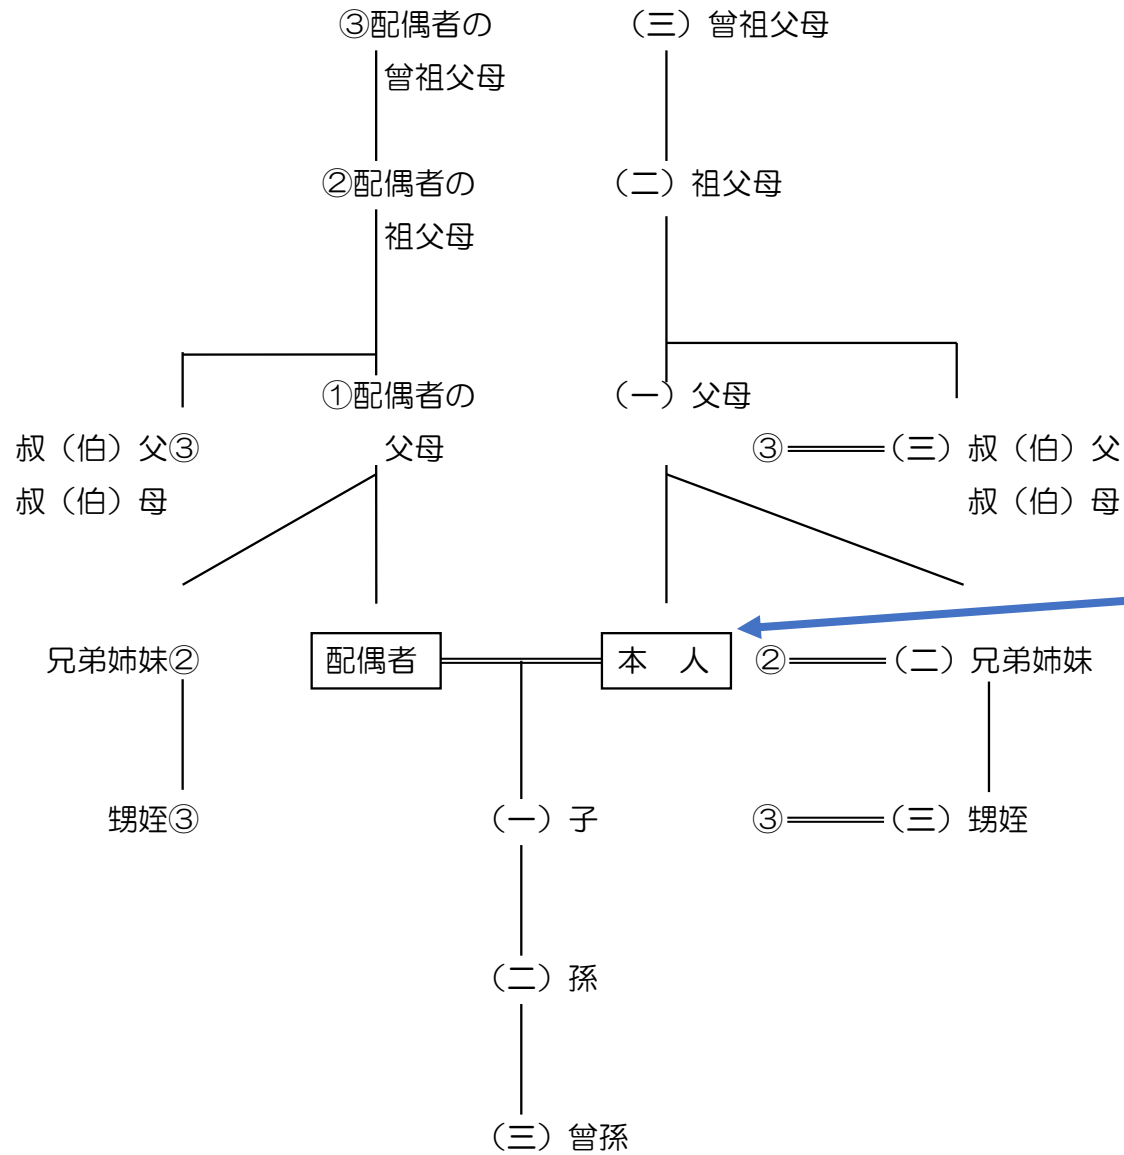 ③配偶者の （三）曾祖父母
曾祖父母
②配偶者の （二）祖父母
祖父母
①配偶者の （一）父母
叔（伯）父③ 父母 ③ （三）叔（伯）父
叔（伯）母 叔（伯）母
兄弟姉妹② 配偶者 本　人 ② （二）兄弟姉妹
甥姪③ （一）子 ③ （三）甥姪
（二）孫
（三）曾孫